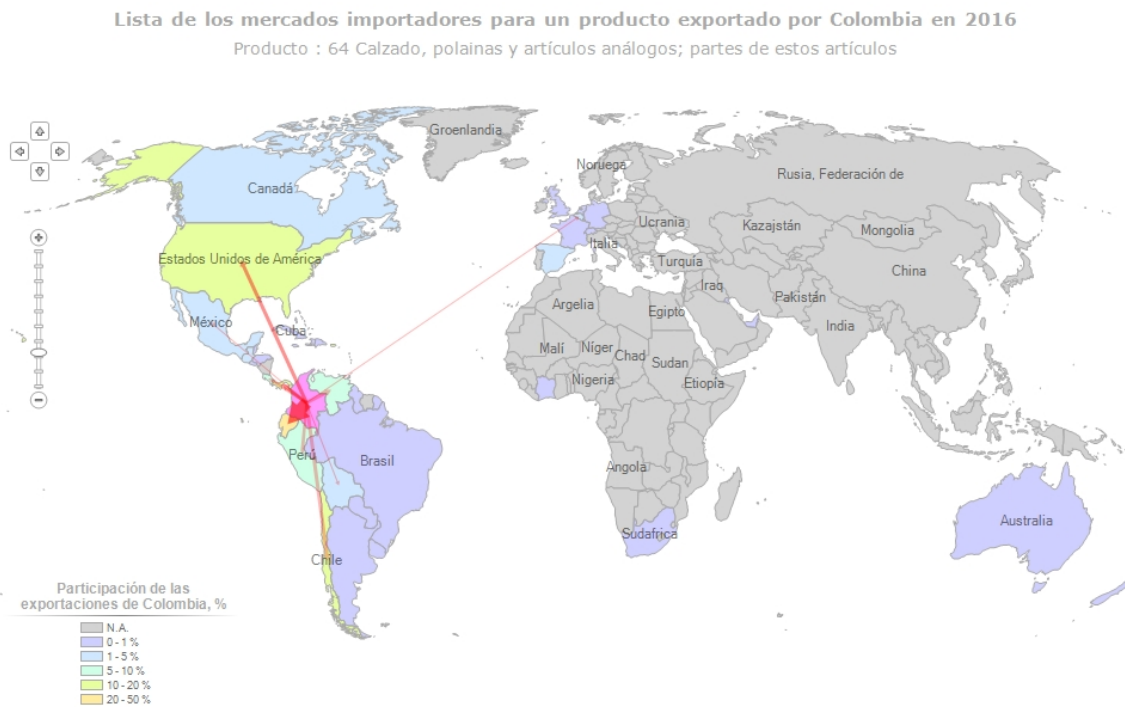 Lista de los mercados importadores para un producto exportado por Colombia en 2016
Producto : 64 Calzado, polainas y artículos análogos; partes de estos artículos
Groenlandia
Noruega
Rusia, Federación de
Canadá
Ucrania
Kazajstán
Mongolia
Italia
Estados Unidos de América
Turquía
China
Iraq
Pakistán
Argelia
Egipto
México
Cuba
India
Malí
Níger
Chad
Sudan
Nigeria
Etiopía
Perú
Brasil
Angola
Australia
Sudafrica
Chile
Participación de las
exportaciones de Colombia, %
N.A.
0 - 1 %
1 - 5 %
5 - 10 %
10 - 20 %
20 - 50 %